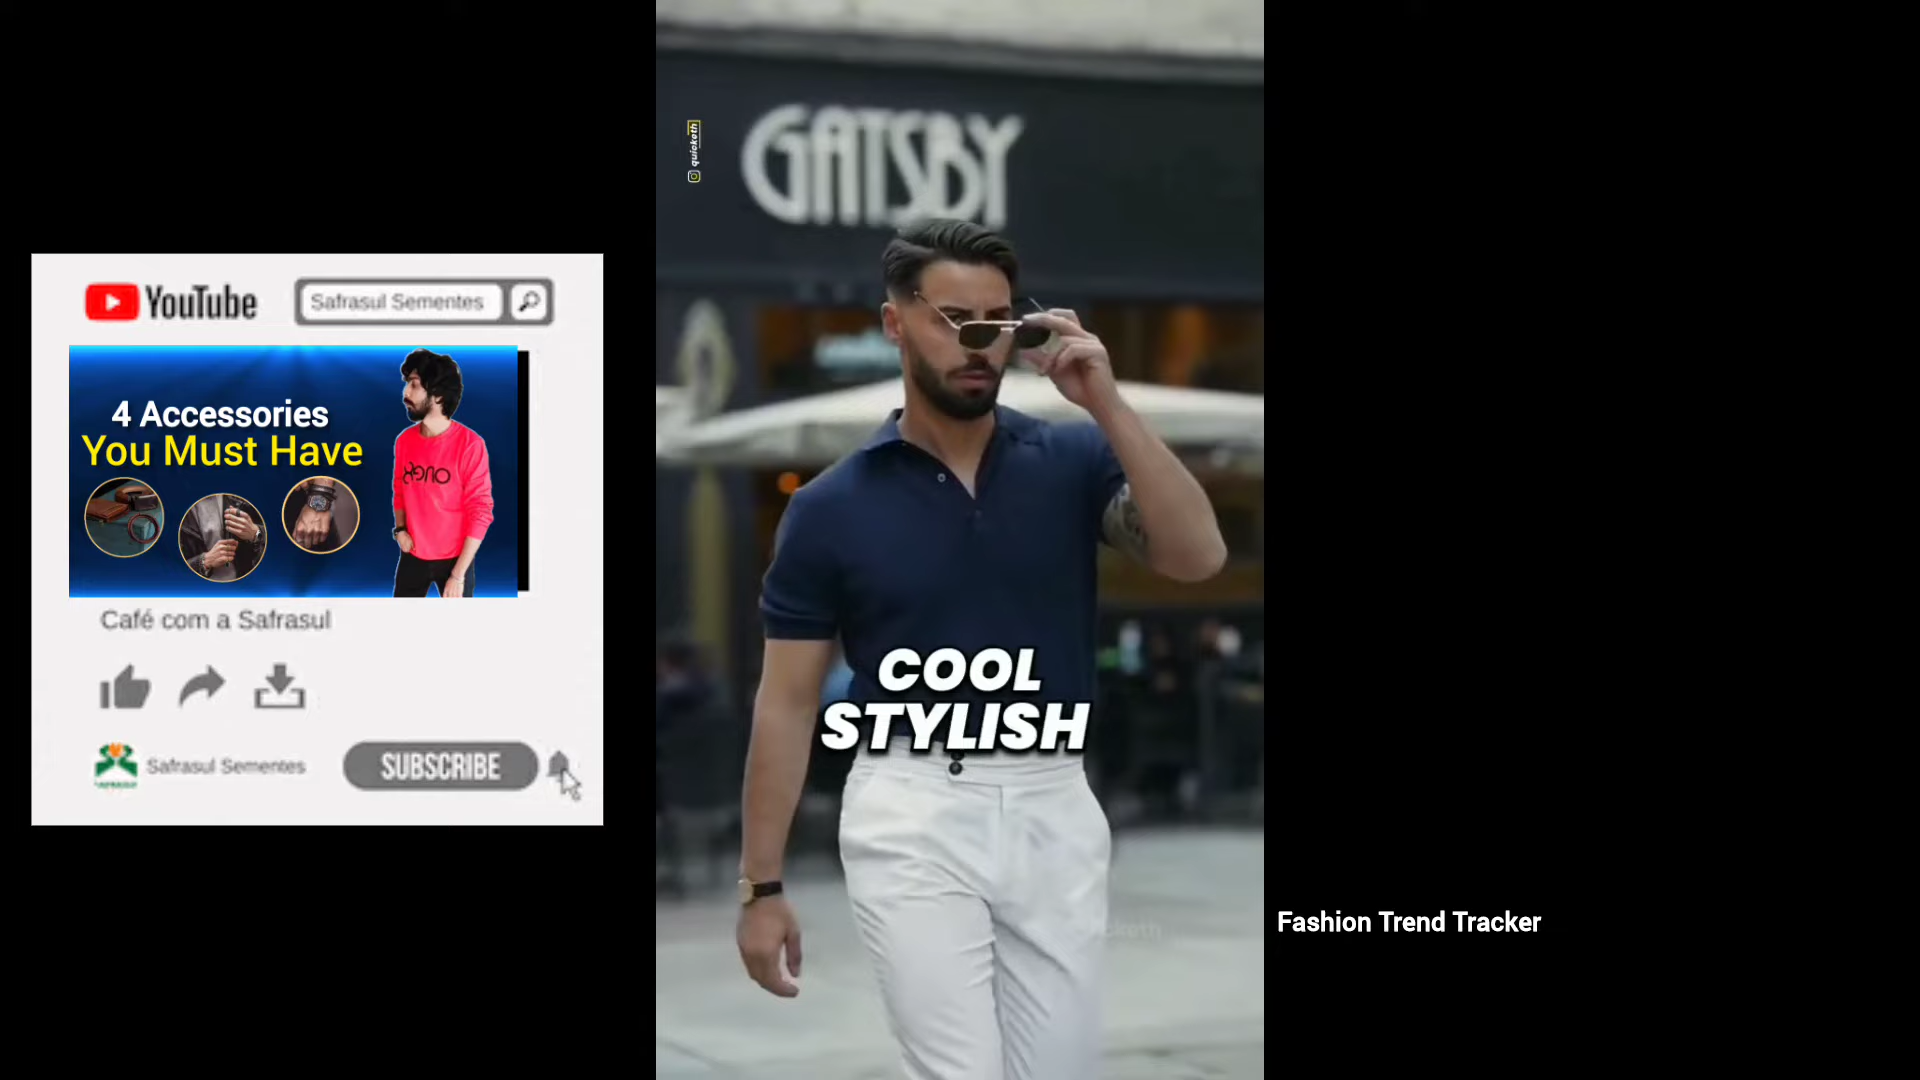 YouTube
Safrasul Sementes
4 Accessories
You Must Have
Café com a Safrasul
Safrasul Sementes
SUBSCRIBE
quicketh
GATSBY
COOL
STYLISH
Fashion Trend Tracker